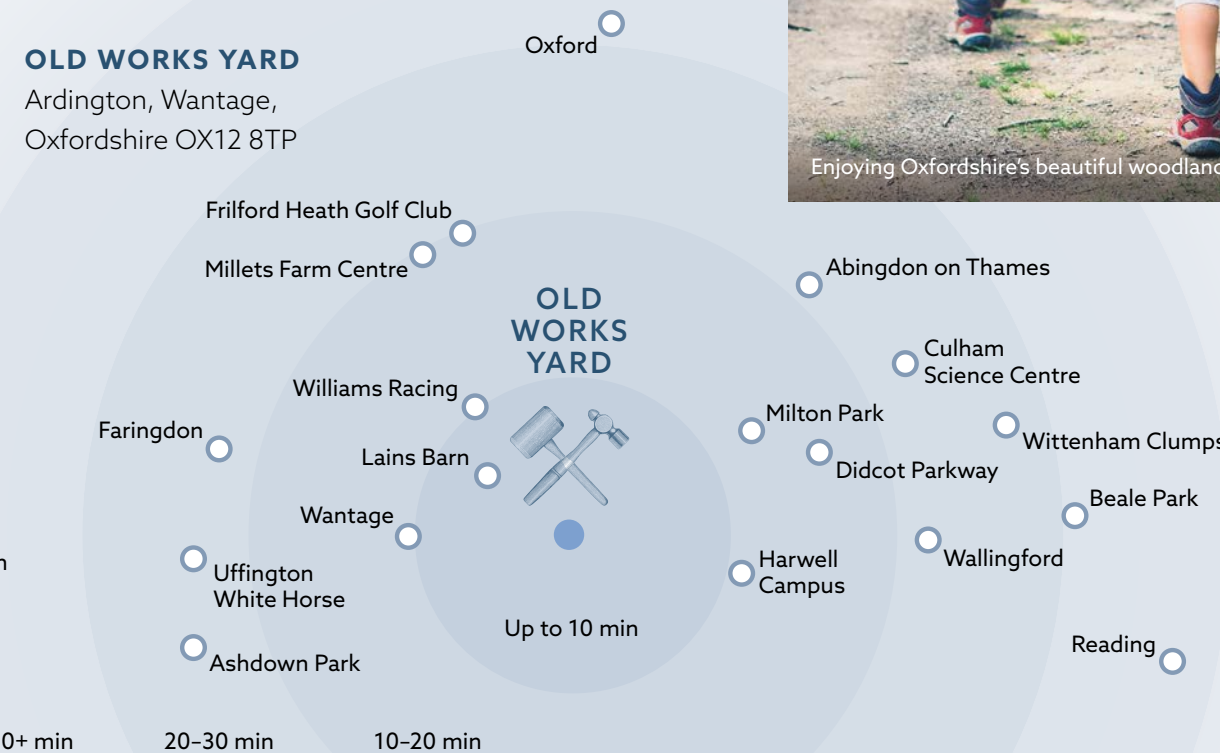 Oxford
OLD WORKS YARD
Ardington, Wantage,
Oxfordshire OX12 8TP
Enjoying Oxfordshire's beautiful
Frilford Heath Golf Club
Millets Farm Centre
Abingdon on Thames
OLD
WORKS
YARD
Culham
Science Centre
Williams Racing
Milton Park
Faringdon
Wittenham Clumps
Lains Barn
Didcot Parkway
Beale Park
Wantage
Harwell
Campus
Wallingford
Uffington
White Horse
Up to 10 min
Reading
Ashdown Park
0+ min
20–30 min
10–20 min